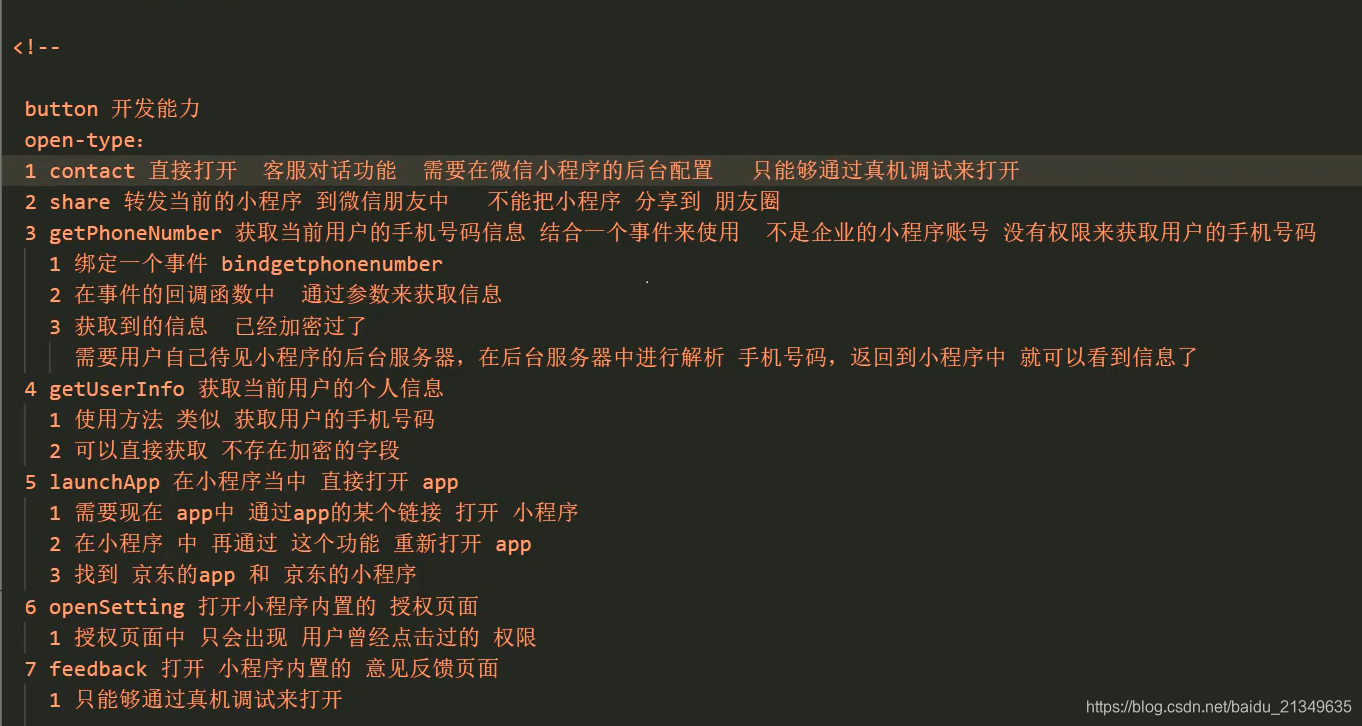 <!--
button 开发能力
open-type:
1 contact 直接打开 客服对话功能 需要在微信小程序的后台配置 只能够通过真机调试来打开
2 share 转发当前的小程序 到微信朋友中 不能把小程序 分享到 朋友圈
3 getPhoneNumber 获取当前用户的手机号码信息 结合一个事件来使用 不是企业的小程序账号 没有权限来获取用户的手机号码
1 绑定一个事件 bindgetphonenumber
2 在事件的回调函数中 通过参数来获取信息
3 获取到的信息 已经加密过了
需要用户自己待见小程序的后台服务器，在后台服务器中进行解析 手机号码，返回到小程序中 就可以看到信息了
4 getUserInfo 获取当前用户的个人信息
1 使用方法 类似 获取用户的手机号码
2 可以直接获取 不存在加密的字段
5 launchApp 在小程序当中 直接打开 app
1 需要现在 app中 通过app的某个链接 打开 小程序
2 在小程序 中 再通过 这个功能 重新打开 app
3 找到 京东的app 和 京东的小程序
6 openSetting 打开小程序内置的 授权页面
1 授权页面中 只会出现 用户曾经点击过的 权限
7 feedback 打开 小程序内置的 意见反馈页面
1 只能够通过真机调试来打开
https://blog.csdn.net/baidu_21349635